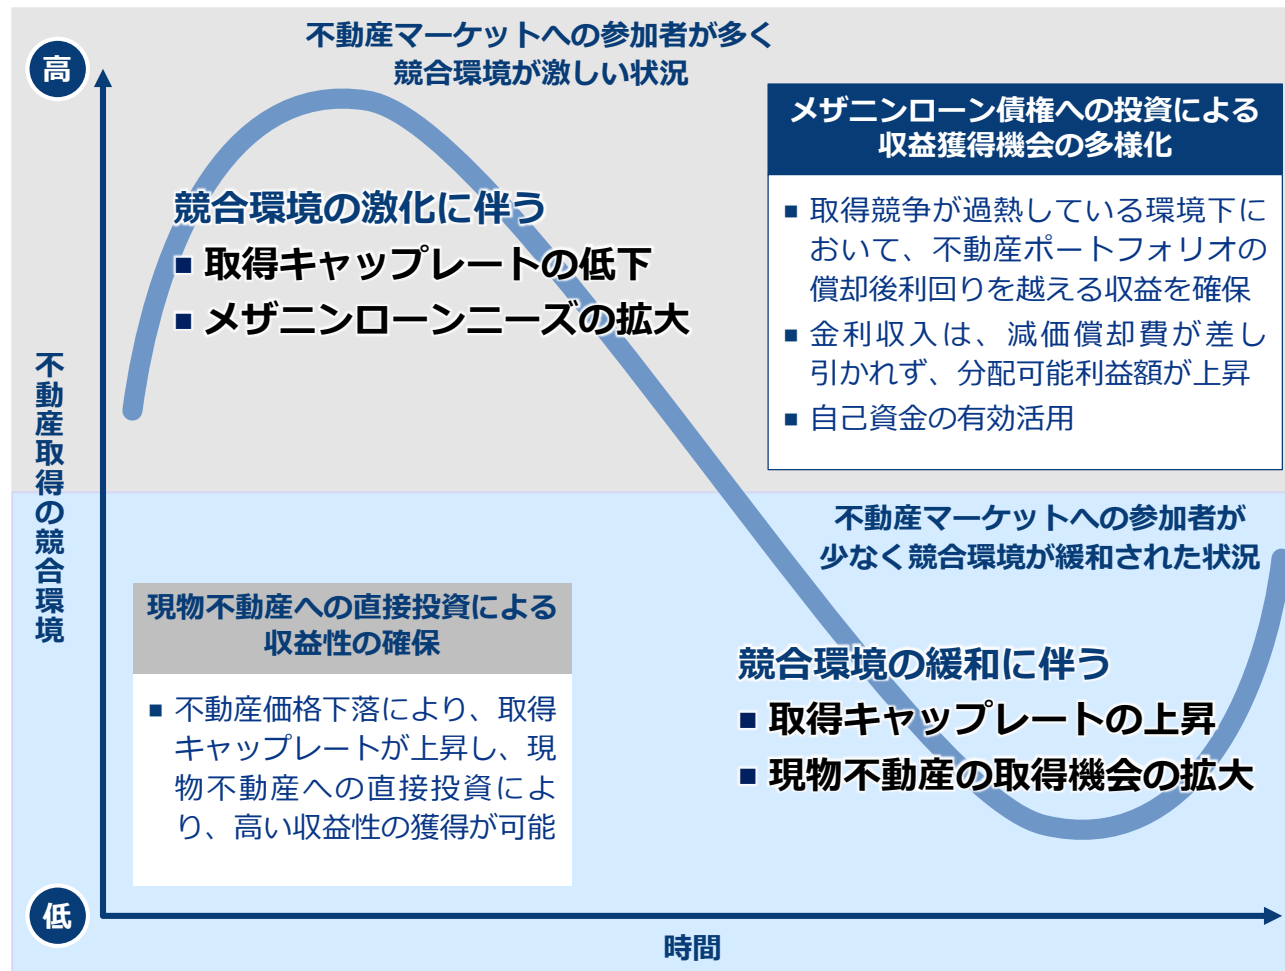 不動産マーケットへの参加者が多く
競合環境が激しい状況
高
メザニンローン債権への投資による
収益獲得機会の多様化
■ 取得競争が過熱している環境下に
おいて、不動産ポートフォリオの
償却後利回りを越える収益を確保
■ 金利収入は、減価償却費が差し
引かれず、分配可能利益額が上昇
■ 自己資金の有効活用
競合環境の激化に伴う
■ 取得キャップレートの低下
■ メザニンローンニーズの拡大
不動産取得の競合環境
不動産マーケットへの参加者が
少なく競合環境が緩和された状況
現物不動産への直接投資による
収益性の確保
■ 不動産価格下落により、取得
キャップレートが上昇し、現
物不動産への直接投資によ
り、高い収益性の獲得が可能
競合環境の緩和に伴う
■ 取得キャップレートの上昇
■ 現物不動産の取得機会の拡大
低
時間